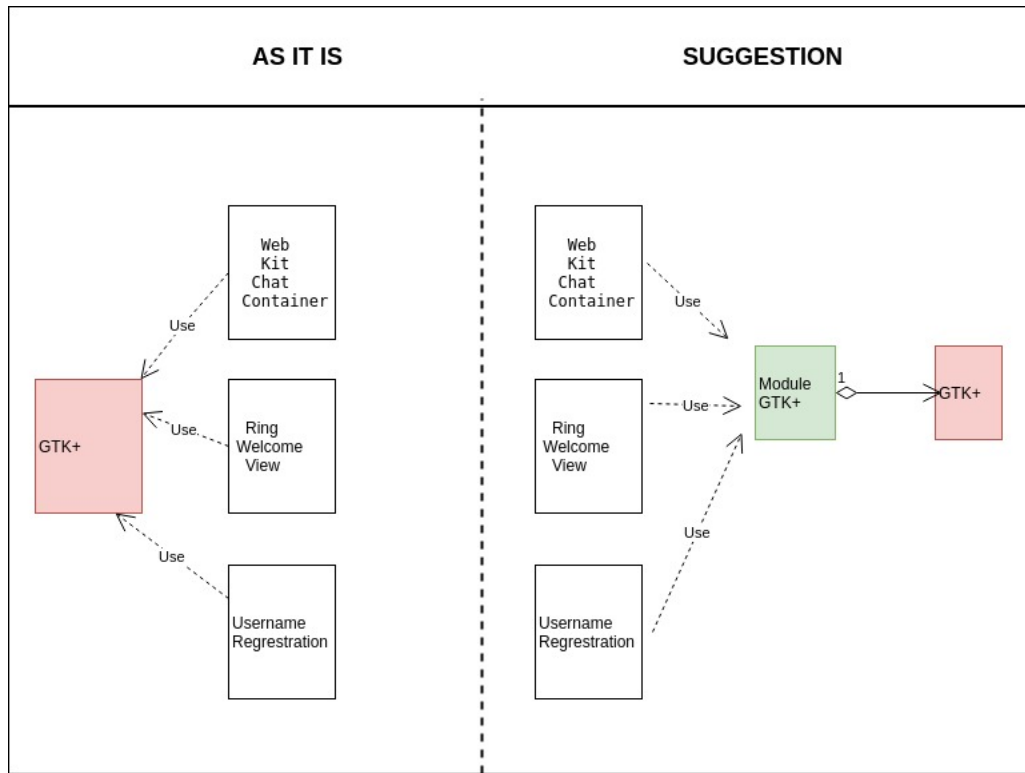 AS IT IS
SUGGESTION
Web
Kit
Chat
Container
Use
GTK+
Use
Ring
Welcome
View
Use
Username
Regrestration
Web
Kit
Chat
Container
Use
Module
GTK+
1
GTK+
Use
Ring
Welcome
View
Use
Username
Regrestration